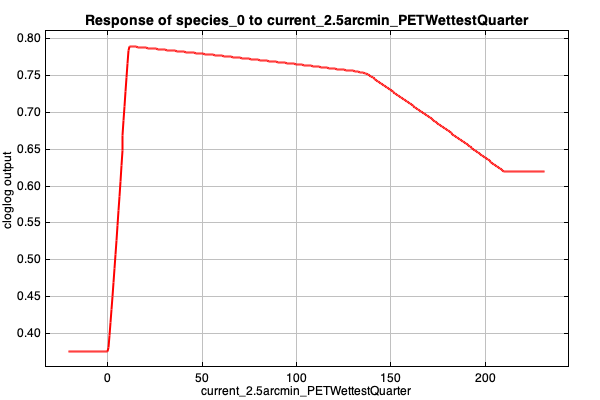 Response of species_0 to current_2.5arcmin_PETWettestQuarter
0.80
0.75
0.70
0.65
0.60
0.55
0.50
0.45
0.40
cloglog output
0 50 100 150 200
current_2.5arcmin_PETWettestQuarter